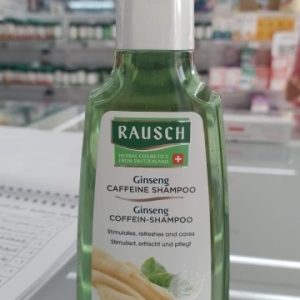 RAUSCH
HERBAL COSMETICS
FROM SWITZERLAND
Ginseng
CAFFEINE SHAMPOO
Ginseng
COFFEIN-SHAMPOO
Stimulates, refreshes and cares
Stimuliert, erfrischt und pflegt